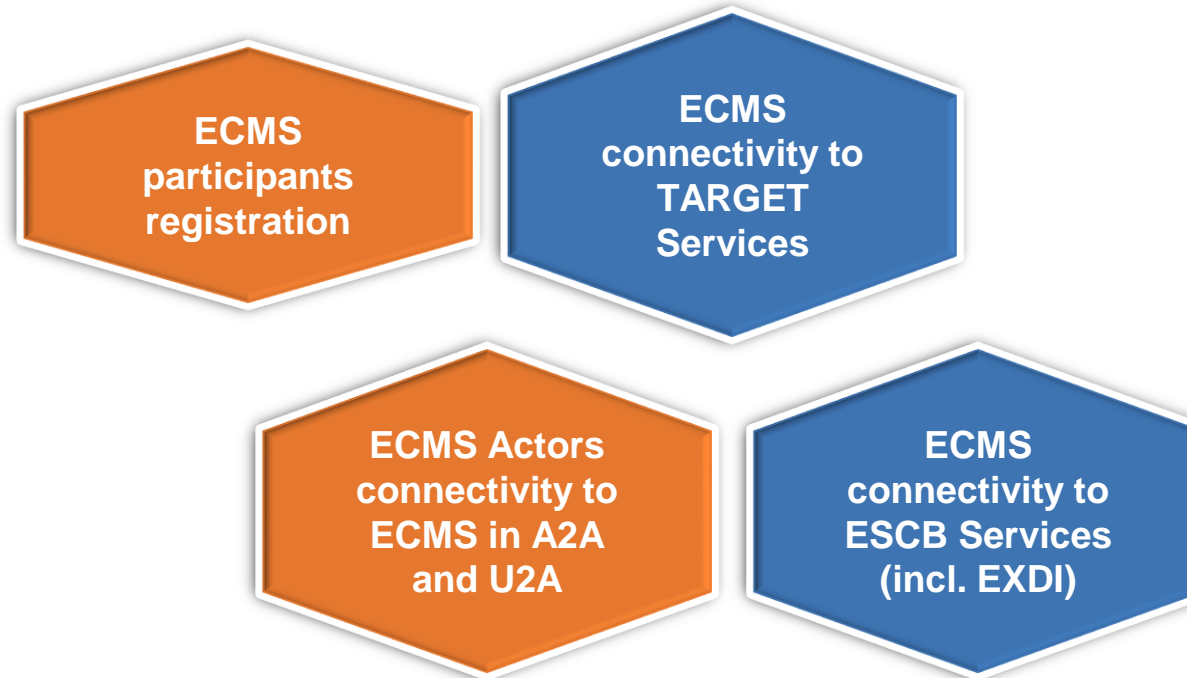 ECMS
participants
registration
ECMS
connectivity to
TARGET
Services
ECMS Actors
connectivity to
ECMS in A2A
and U2A
ECMS
connectivity to
ESCB Services
(incl. EXDI)